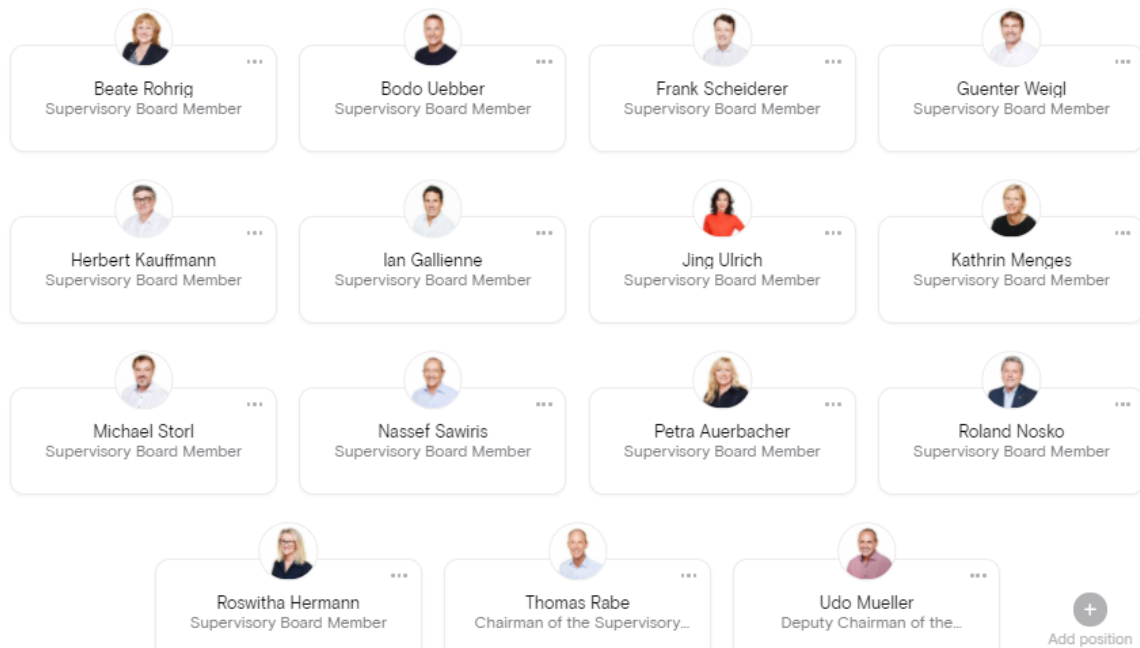 Beate Rohrig
Supervisory Board Member
Bodo Uebber
Supervisory Board Member
Frank Scheiderer
Supervisory Board Member
Guenter Weigl
Supervisory Board Member
Herbert Kauffmann
Supervisory Board Member
Ian Gallienne
Supervisory Board Member
Jing Ulrich
Supervisory Board Member
Kathrin Menges
Supervisory Board Member
Michael Storl
Supervisory Board Member
Nassef Sawiris
Supervisory Board Member
Petra Auerbacher
Supervisory Board Member
Roland Nosko
Supervisory Board Member
Roswitha Hermann
Supervisory Board Member
Thomas Rabe
Chairman of the Supervisory...
Udo Mueller
Deputy Chairman of the...
Add position